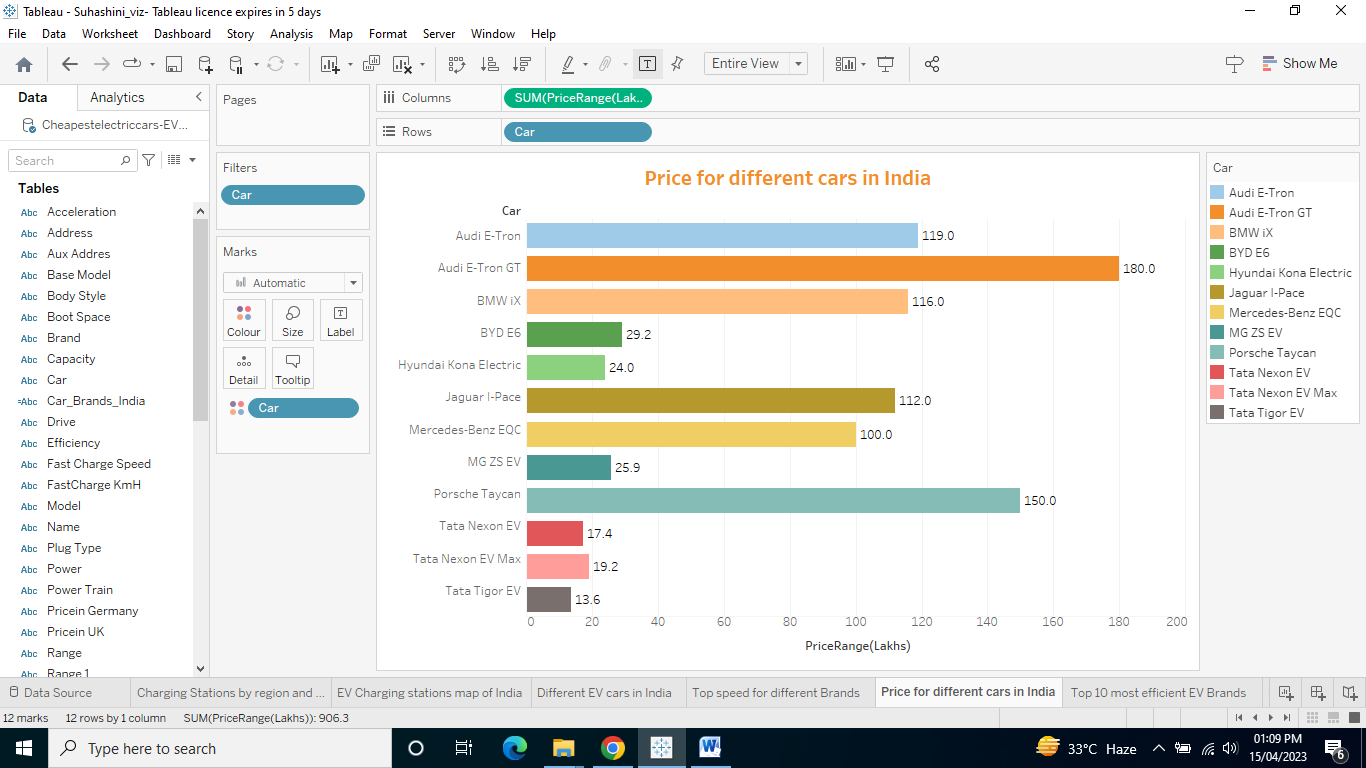 Tableau - Suhashini_viz- Tableau licence expires in 5 days
File Data Worksheet Dashboard Story Analysis Map Format Server Window Help
Entire View
Show Me
Data Analytics
Cheapestelectriccars-EV...
Search
Tables
Abc Acceleration
Abc Address
Abc Aux Addres
Abc Base Model
Abc Body Style
Abc Boot Space
Abc Brand
Abc Capacity
Abc Car
=Abc Car_Brands_India
Abc Drive
Abc Efficiency
Abc Fast Charge Speed
Abc FastCharge KmH
Abc Model
Abc Name
Abc Plug Type
Abc Power
Abc Power Train
Abc Pricein Germany
Abc Pricein UK
Abc Range
Abc Range 1
Pages
Filters
Car
Marks
Automatic
Colour Size Label
Detail Tooltip
Car
Columns SUM(PriceRange(Lak..
Rows Car
Price for different cars in India
Car
Audi E-Tron 119.0
Audi E-Tron GT 180.0
BMW iX 116.0
BYD E6 29.2
Hyundai Kona Electric 24.0
Jaguar I-Pace 112.0
Mercedes-Benz EQC 100.0
MG ZS EV 25.9
Porsche Taycan 150.0
Tata Nexon EV 17.4
Tata Nexon EV Max 19.2
Tata Tigor EV 13.6
0 20 40 60 80 100 120 140 160 180 200
PriceRange(Lakhs)
Car
Audi E-Tron
Audi E-Tron GT
BMW iX
BYD E6
Hyundai Kona Electric
Jaguar I-Pace
Mercedes-Benz EQC
MG ZS EV
Porsche Taycan
Tata Nexon EV
Tata Nexon EV Max
Tata Tigor EV
Data Source Charging Stations by region and ... EV Charging stations map of India Different EV cars in India Top speed for different Brands Price for different cars in India Top 10 most efficient EV Brands
12 marks 12 rows by 1 column SUM(PriceRange(Lakhs)): 906.3
Type here to search
33°C Haze
01:09 PM
15/04/2023
6